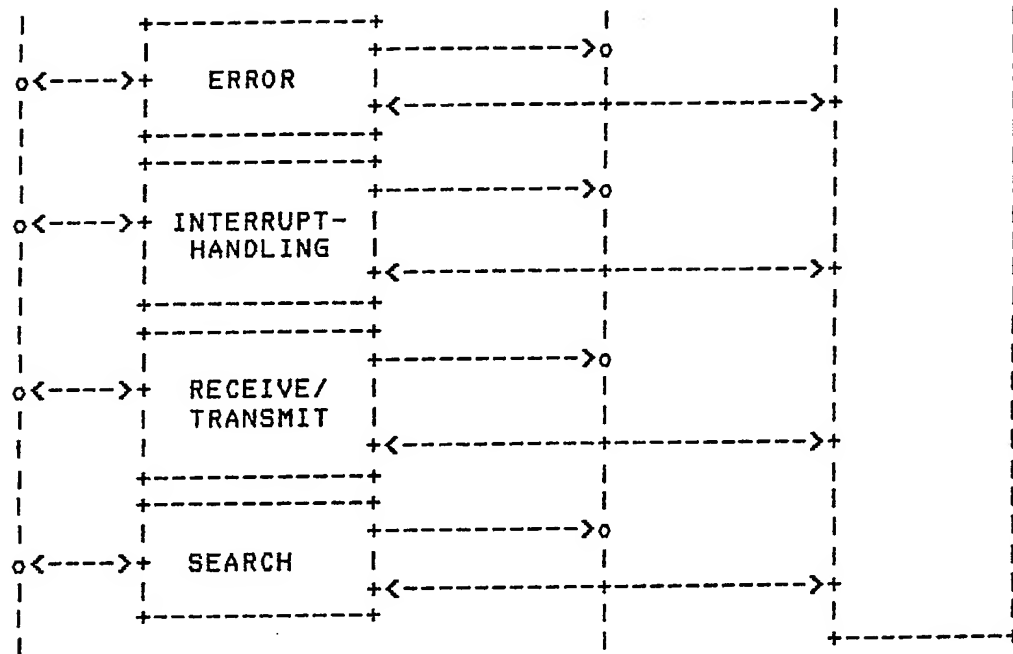 ERROR
INTERRUPT-
HANDLING
RECEIVE/
TRANSMIT
SEARCH